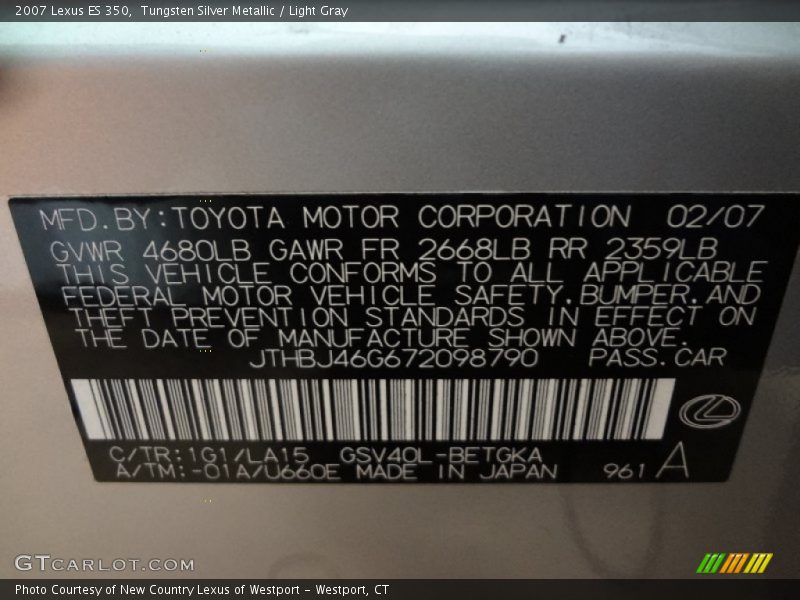 2007 Lexus ES 350,  Tungsten Silver Metallic / Light Gray
MFD.BY:TOYOTA MOTOR CORPORATION 02/07
GVWR 4680LB GAWR FR 2668LB RR 2359LB
THIS VEHICLE CONFORMS TO ALL APPLICABLE
FEDERAL MOTOR VEHICLE SAFETY.BUMPER.AND
THEFT PREVENTION STANDARDS IN EFFECT ON
THE DATE OF MANUFACTURE SHOWN ABOVE.
JTHBJ46G672098790 PASS.CAR
C/TR:1G1/LA15 GSV40L-BETGKA
A/TM:-01A/U660E MADE IN JAPAN 961 A
GTCARLOT.COM
Photo Courtesy of New Country Lexus of Westport - Westport, CT